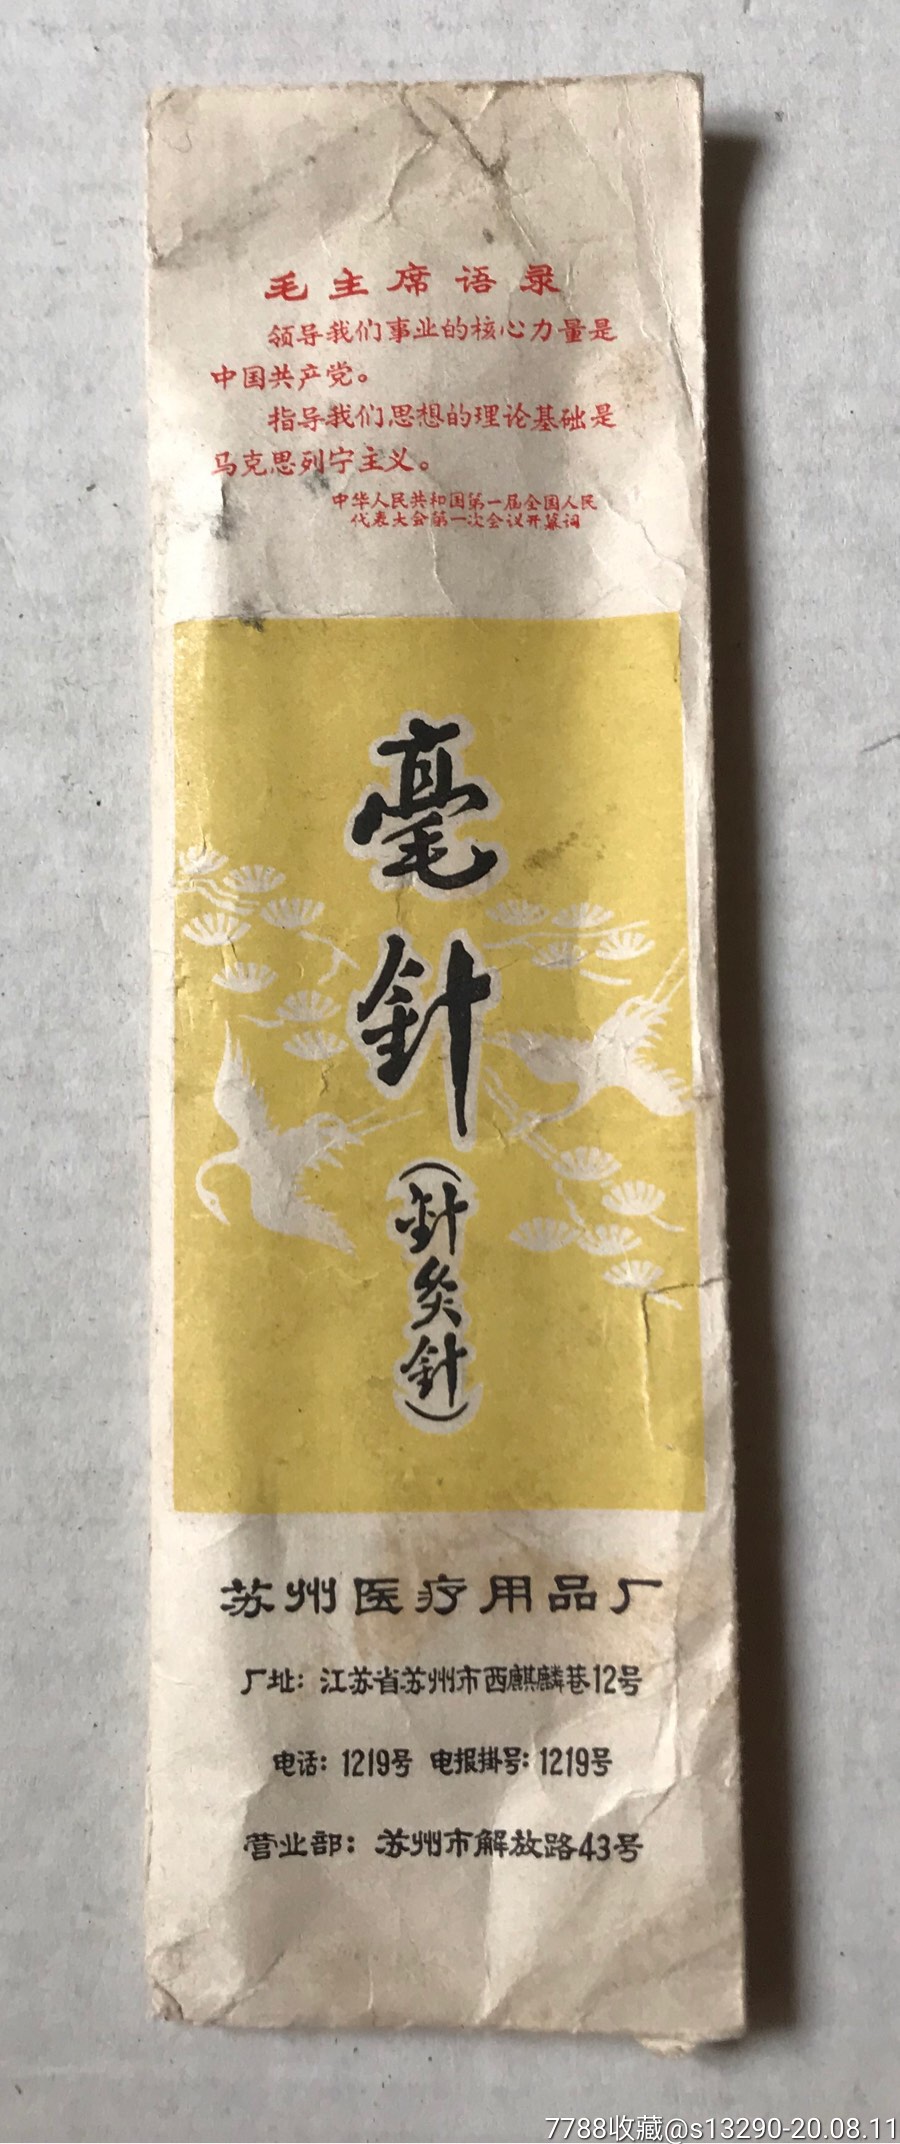 毛主席语录
领导我们事业的核心力量是
中国共产党。
指导我们思想的理论基础是
马克思列宁主义。
中华人民共和国第一届全国人民
代表大会第一次会议开幕词
毫針
(針灸針)
苏州医疗用品厂
厂址：江苏省苏州市西麒麟巷12号
电话：1219号 电报掛号：1219号
营业部：苏州市解放路43号
7788收藏@s13290-20.08.11